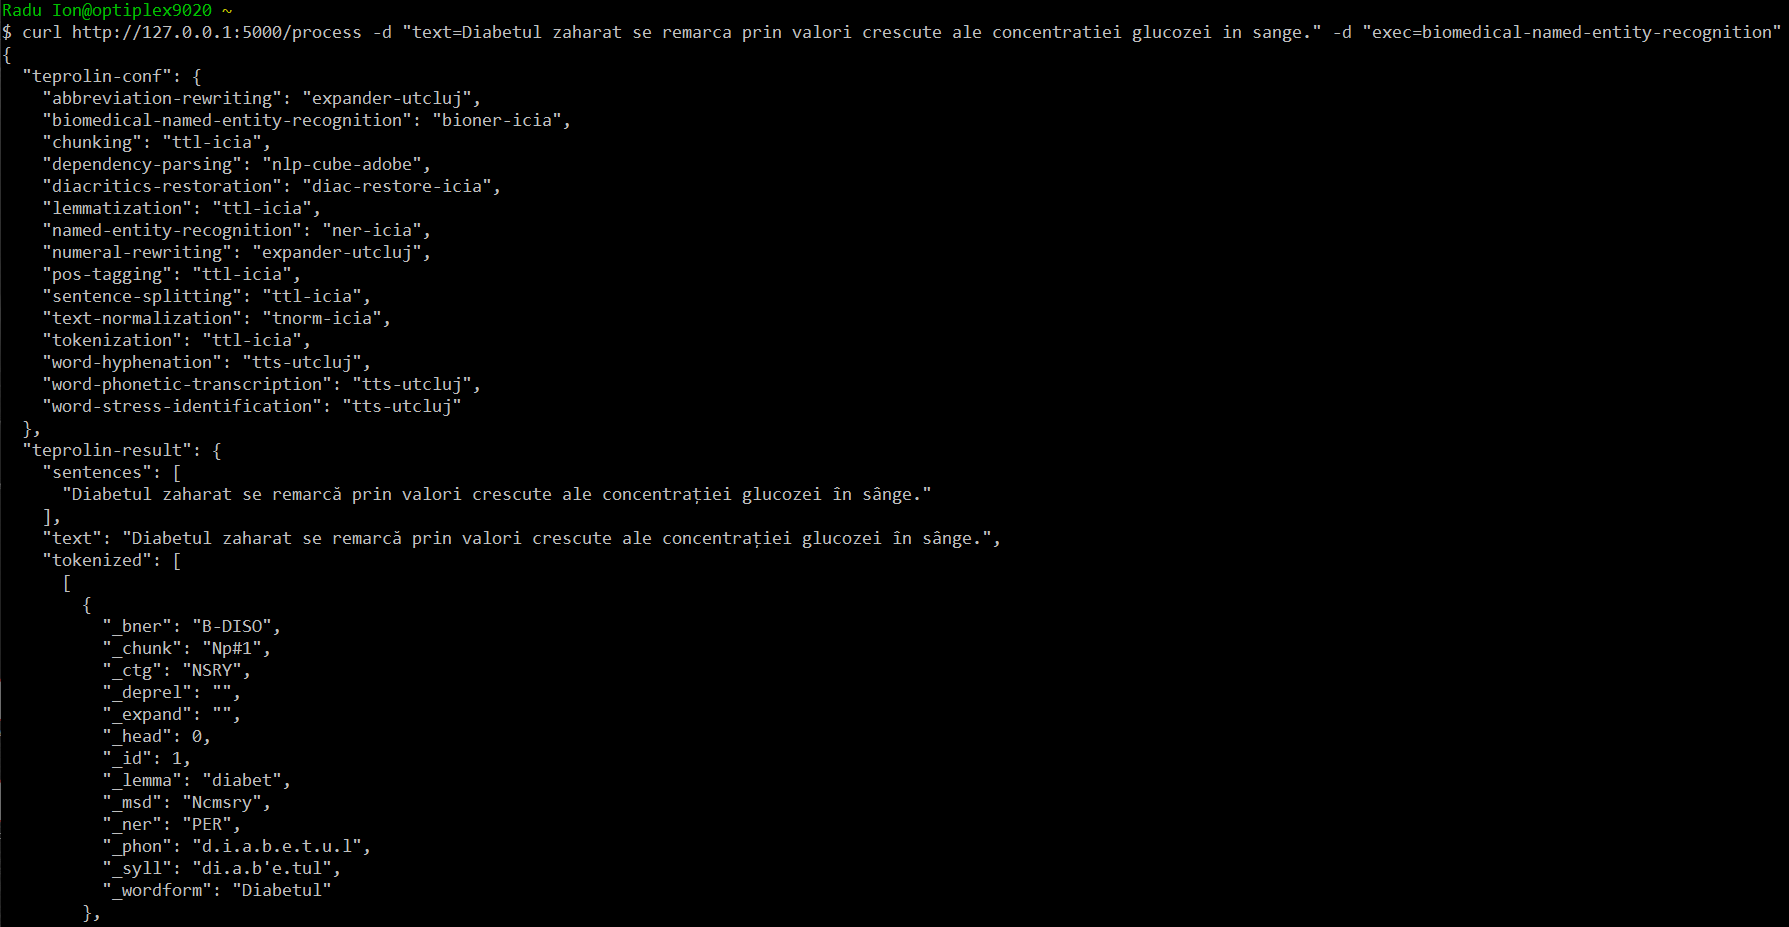 Radu Ion@optiplex9020 ~
$ curl http://127.0.0.1:5000/process -d "text=Diabetul zaharat se remarca prin valori crescute ale concentratiei glucozei in sange." -d "exec=biomedical-named-entity-recognition"
{
  "teprolin-conf": {
    "abbreviation-rewriting": "expander-utcluj",
    "biomedical-named-entity-recognition": "bioner-icia",
    "chunking": "ttl-icia",
    "dependency-parsing": "nlp-cube-adobe",
    "diacritics-restoration": "diac-restore-icia",
    "lemmatization": "ttl-icia",
    "named-entity-recognition": "ner-icia",
    "numeral-rewriting": "expander-utcluj",
    "pos-tagging": "ttl-icia",
    "sentence-splitting": "ttl-icia",
    "text-normalization": "tnorm-icia",
    "tokenization": "ttl-icia",
    "word-hyphenation": "tts-utcluj",
    "word-phonetic-transcription": "tts-utcluj",
    "word-stress-identification": "tts-utcluj"
  },
  "teprolin-result": {
    "sentences": [
      "Diabetul zaharat se remarcă prin valori crescute ale concentrației glucozei în sânge."
    ],
    "text": "Diabetul zaharat se remarcă prin valori crescute ale concentrației glucozei în sânge.",
    "tokenized": [
      [
        {
          "_bner": "B-DISO",
          "_chunk": "Np#1",
          "_ctg": "NSRY",
          "_deprel": "",
          "_expand": "",
          "_head": 0,
          "_id": 1,
          "_lemma": "diabet",
          "_msd": "Ncmsry",
          "_ner": "PER",
          "_phon": "d.i.a.b.e.t.u.l",
          "_syll": "di.a.b'e.tul",
          "_wordform": "Diabetul"
        },